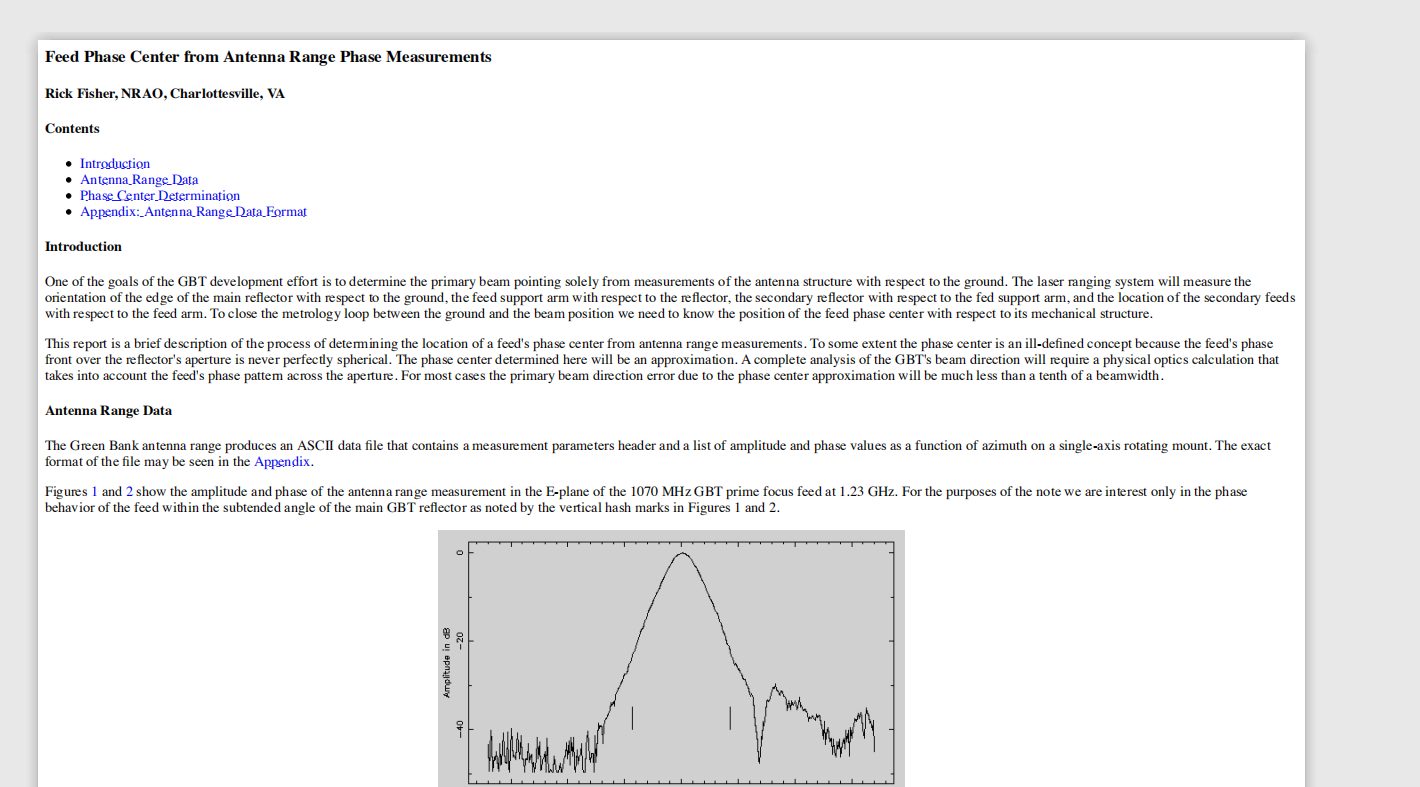 Feed Phase Center from Antenna Range Phase Measurements
Rick Fisher, NRAO, Charlottesville, VA
Contents
Introduction
Antenna Range Data
Phase Center Determination
Appendix: Antenna Range Data Format
Introduction
One of the goals of the GBT development effort is to determine the primary beam pointing solely from measurements of the antenna structure with respect to the ground. The laser ranging system will measure the
orientation of the edge of the main reflector with respect to the ground, the feed support arm with respect to the reflector, the secondary reflector with respect to the fed support arm, and the location of the secondary feeds
with respect to the feed arm. To close the metrology loop between the ground and the beam position we need to know the position of the feed phase center with respect to its mechanical structure.
This report is a brief description of the process of determining the location of a feed's phase center from antenna range measurements. To some extent the phase center is an ill-defined concept because the feed's phase
front over the reflector's aperture is never perfectly spherical. The phase center determined here will be an approximation. A complete analysis of the GBT's beam direction will require a physical optics calculation that
takes into account the feed's phase pattern across the aperture. For most cases the primary beam direction error due to the phase center approximation will be much less than a tenth of a beamwidth.
Antenna Range Data
The Green Bank antenna range produces an ASCII data file that contains a measurement parameters header and a list of amplitude and phase values as a function of azimuth on a single-axis rotating mount. The exact
format of the file may be seen in the Appendix.
Figures 1 and 2 show the amplitude and phase of the antenna range measurement in the E-plane of the 1070 MHz GBT prime focus feed at 1.23 GHz. For the purposes of the note we are interest only in the phase
behavior of the feed within the subtended angle of the main GBT reflector as noted by the vertical hash marks in Figures 1 and 2.
0
-20
-40
Amplitude in dB